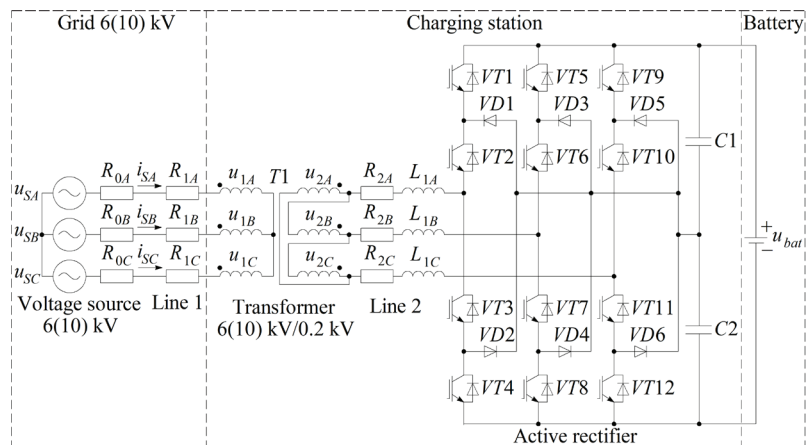 Grid 6(10) kV
Charging station
Battery
VT1
VT5
VT9
VD1
VD3
VD5
VT2
VT6
VT10
C1
uSA
R0A
iSA
R1A
u1A
T1
u2A
R2A
L1A
uSB
R0B
iSB
R1B
u1B
u2B
R2B
L1B
+
ubat
−
uSC
R0C
iSC
R1C
u1C
u2C
R2C
L1C
Voltage source
6(10) kV
Line 1
Transformer
6(10) kV/0.2 kV
Line 2
VT3
VT7
VT11
VD2
VD4
VD6
C2
VT4
VT8
VT12
Active rectifier